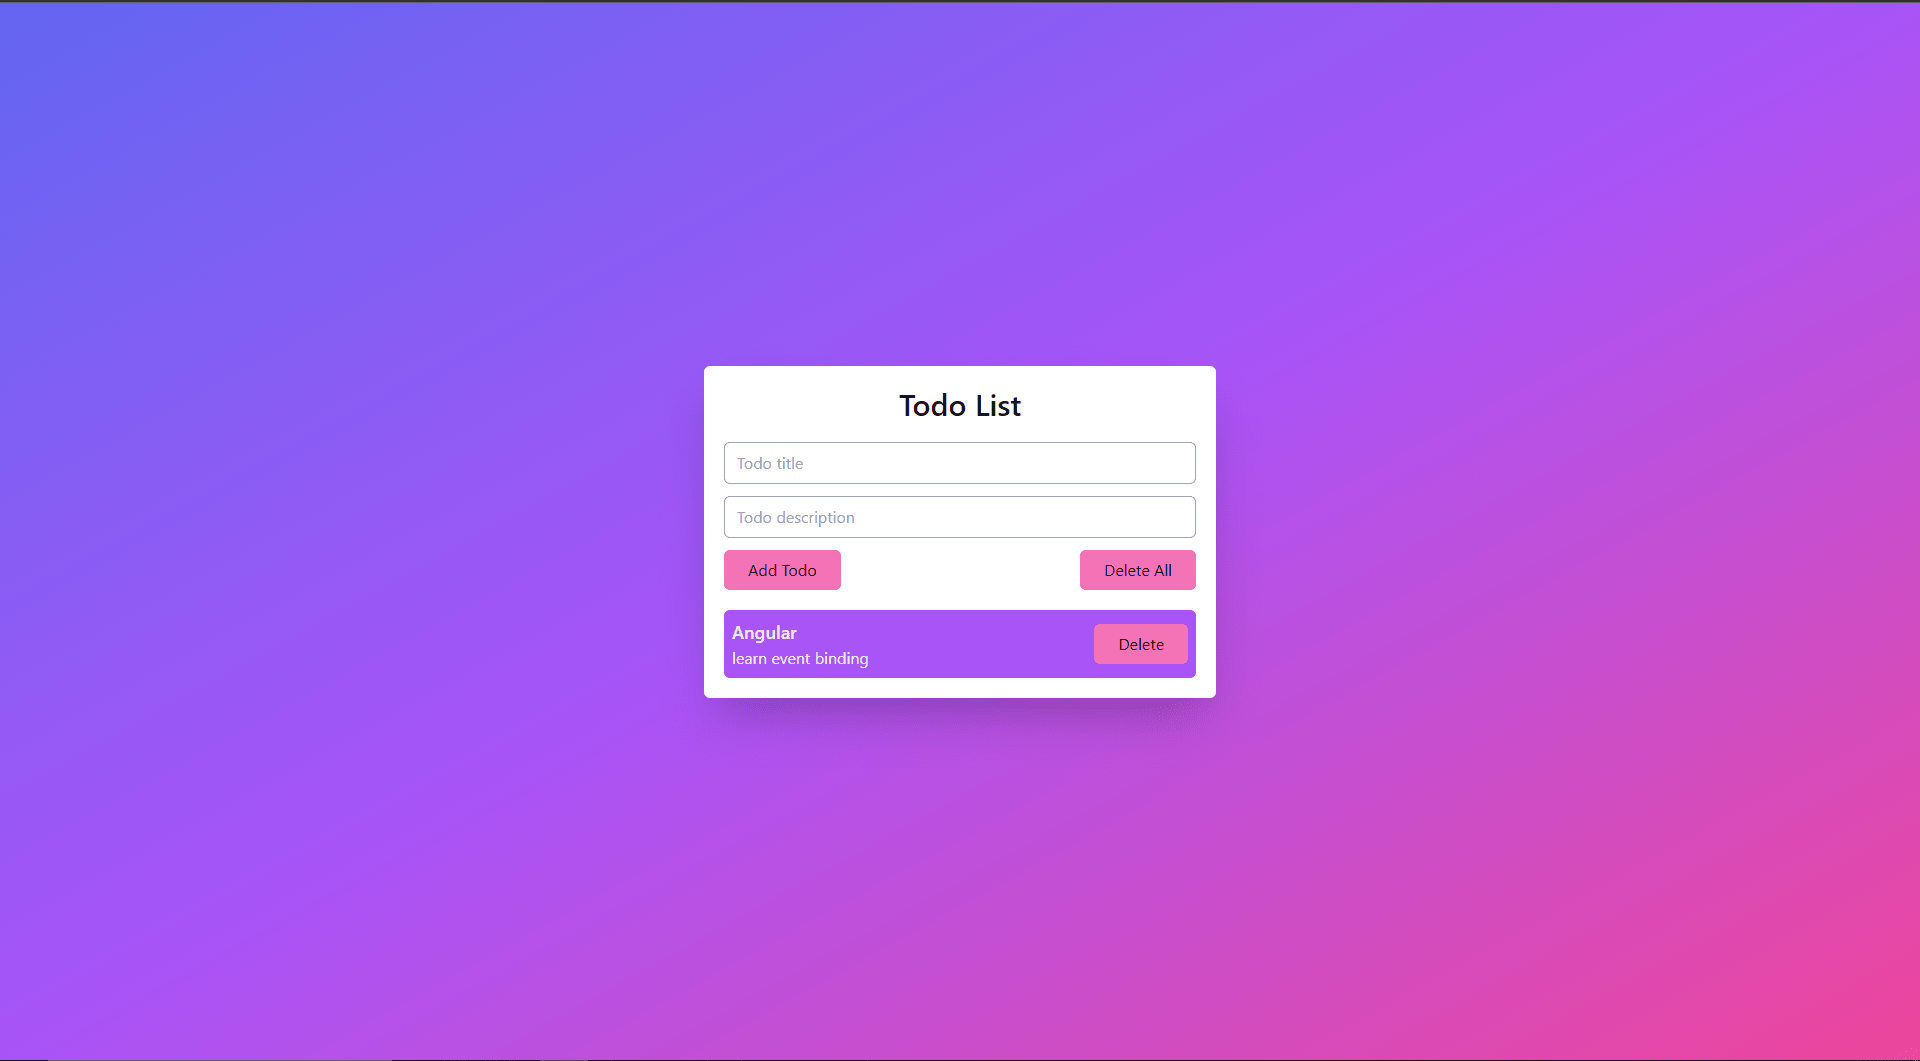 Todo List
Todo title
Todo description
Add Todo
Delete All
Angular
learn event binding
Delete